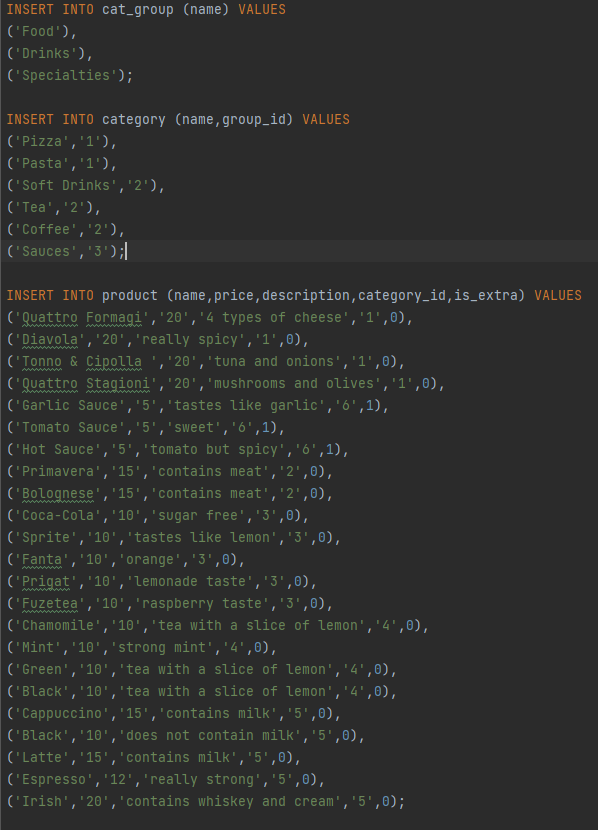 INSERT INTO cat_group (name) VALUES
('Food'),
('Drinks'),
('Specialties');
INSERT INTO category (name,group_id) VALUES
('Pizza','1'),
('Pasta','1'),
('Soft Drinks','2'),
('Tea','2'),
('Coffee','2'),
('Sauces','3');
INSERT INTO product (name,price,description,category_id,is_extra) VALUES
('Quattro Formagi','20','4 types of cheese','1',0),
('Diavola','20','really spicy','1',0),
('Tonno & Cipolla ','20','tuna and onions','1',0),
('Quattro Stagioni','20','mushrooms and olives','1',0),
('Garlic Sauce','5','tastes like garlic','6',1),
('Tomato Sauce','5','sweet','6',1),
('Hot Sauce','5','tomato but spicy','6',1),
('Primavera','15','contains meat','2',0),
('Bolognese','15','contains meat','2',0),
('Coca-Cola','10','sugar free','3',0),
('Sprite','10','tastes like lemon','3',0),
('Fanta','10','orange','3',0),
('Prigat','10','lemonade taste','3',0),
('Fuzetea','10','raspberry taste','3',0),
('Chamomile','10','tea with a slice of lemon','4',0),
('Mint','10','strong mint','4',0),
('Green','10','tea with a slice of lemon','4',0),
('Black','10','tea with a slice of lemon','4',0),
('Cappuccino','15','contains milk','5',0),
('Black','10','does not contain milk','5',0),
('Latte','15','contains milk','5',0),
('Espresso','12','really strong','5',0),
('Irish','20','contains whiskey and cream','5',0);